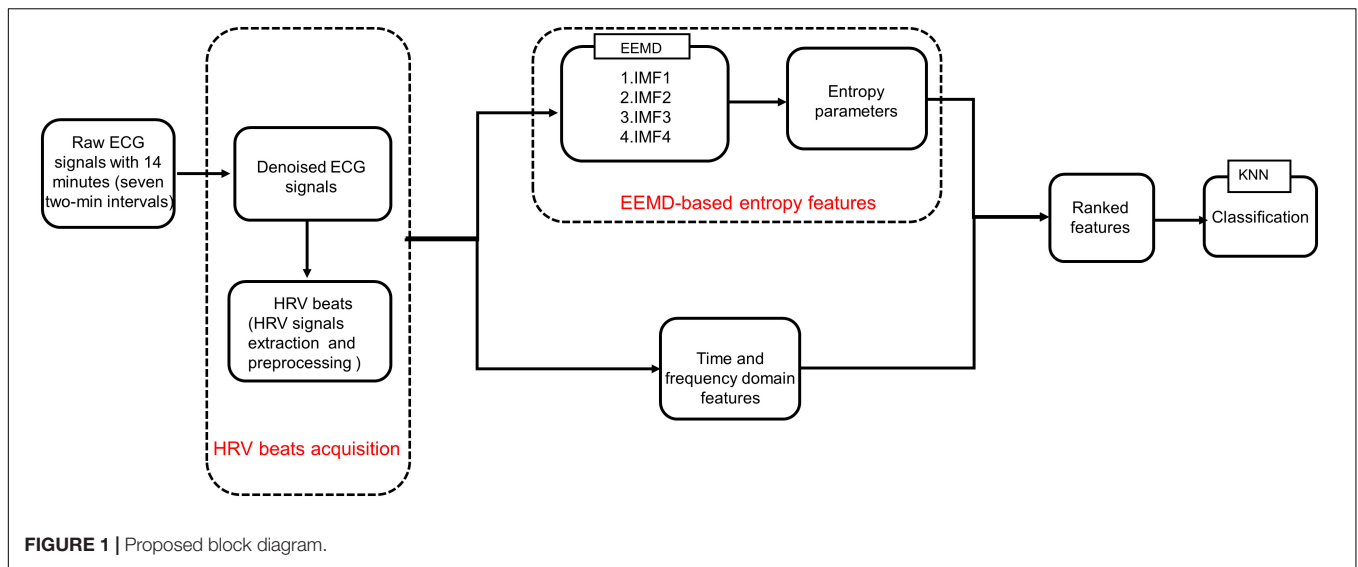 Raw ECG
signals with 14
minutes (seven
two-min intervals)
Denoised ECG
signals
HRV beats
(HRV signals
extraction and
preprocessing )
HRV beats acquisition
EEMD
1.IMF1
2.IMF2
3.IMF3
4.IMF4
Entropy
parameters
EEMD-based entropy features
Time and
frequency domain
features
Ranked
features
KNN
Classification
FIGURE 1 | Proposed block diagram.